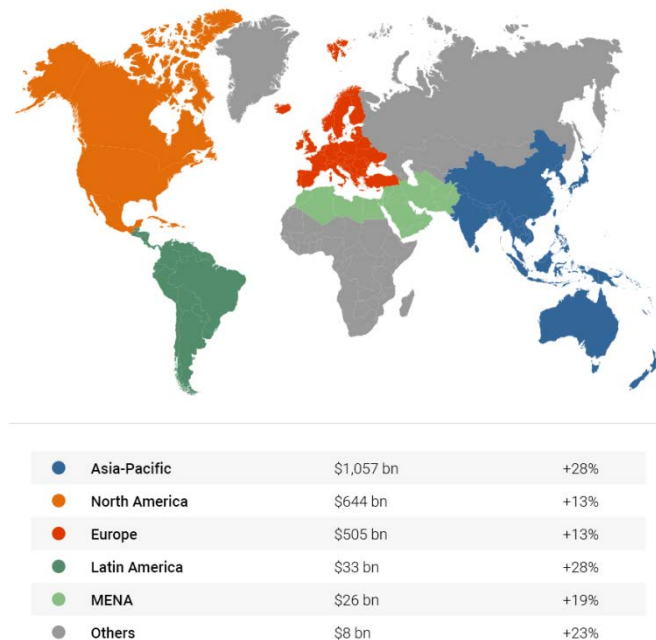 Asia-Pacific $1,057 bn +28%
North America $644 bn +13%
Europe $505 bn +13%
Latin America $33 bn +28%
MENA $26 bn +19%
Others $8 bn +23%